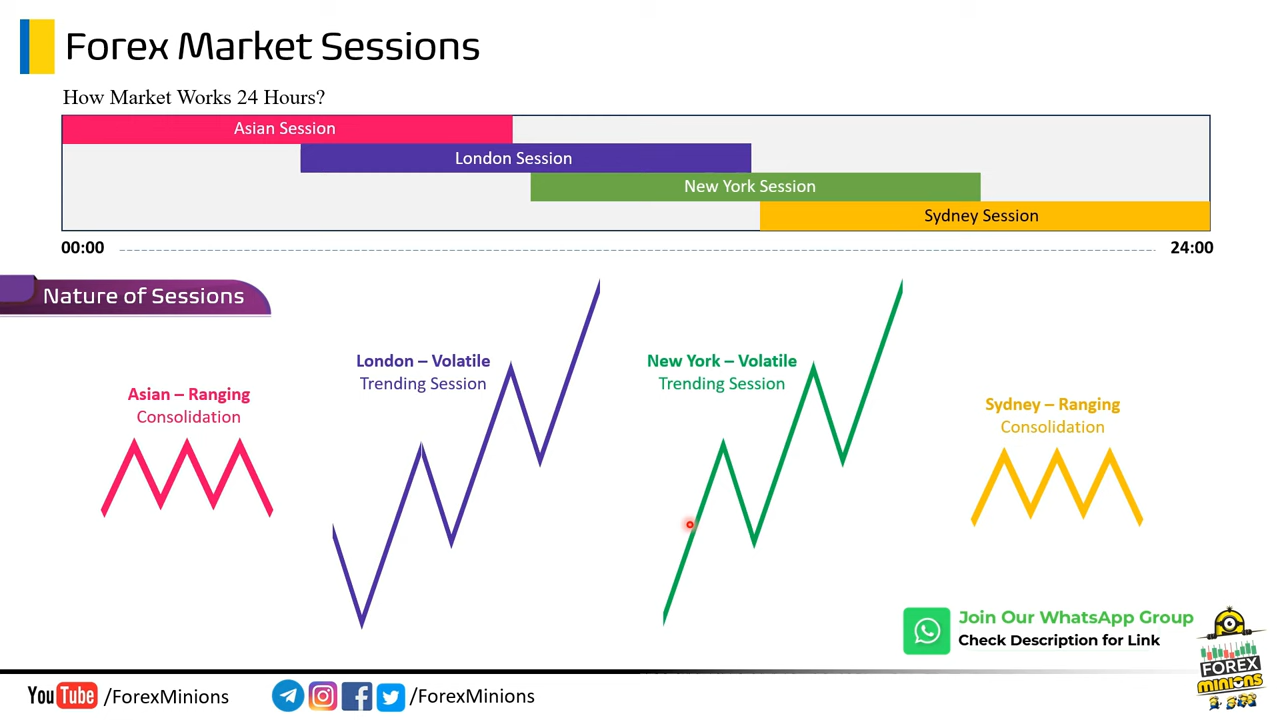 Forex Market Sessions
How Market Works 24 Hours?
Asian Session
London Session
New York Session
Sydney Session
00:00
24:00
Nature of Sessions
Asian – Ranging
Consolidation
London – Volatile
Trending Session
New York – Volatile
Trending Session
Sydney – Ranging
Consolidation
Join Our WhatsApp Group
Check Description for Link
FOREX
MINIONS
YouTube /ForexMinions
/ForexMinions